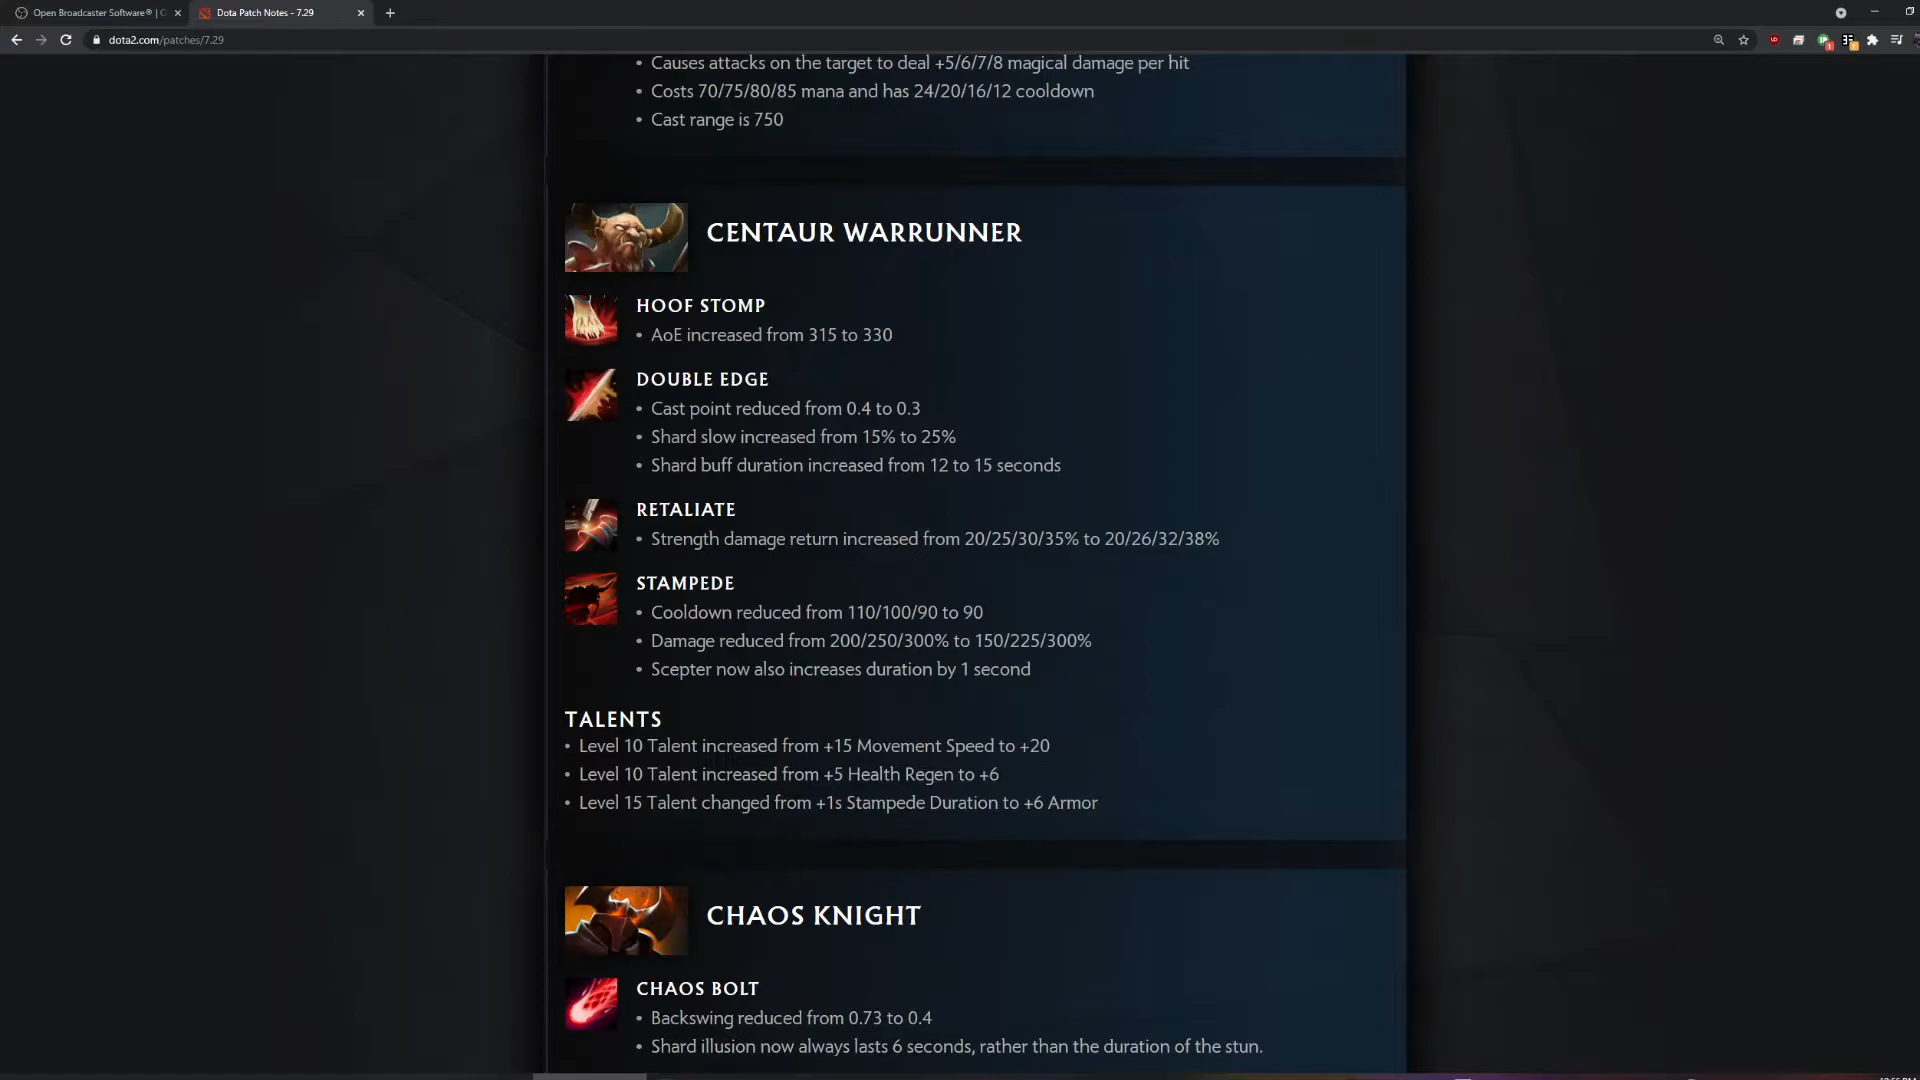 Open Broadcaster Software® |
Dota Patch Notes - 7.29
dota2.com/patches/7.29
• Causes attacks on the target to deal +5/6/7/8 magical damage per hit
• Costs 70/75/80/85 mana and has 24/20/16/12 cooldown
• Cast range is 750
CENTAUR WARRUNNER
HOOF STOMP
• AoE increased from 315 to 330
DOUBLE EDGE
• Cast point reduced from 0.4 to 0.3
• Shard slow increased from 15% to 25%
• Shard buff duration increased from 12 to 15 seconds
RETALIATE
• Strength damage return increased from 20/25/30/35% to 20/26/32/38%
STAMPEDE
• Cooldown reduced from 110/100/90 to 90
• Damage reduced from 200/250/300% to 150/225/300%
• Scepter now also increases duration by 1 second
TALENTS
• Level 10 Talent increased from +15 Movement Speed to +20
• Level 10 Talent increased from +5 Health Regen to +6
• Level 15 Talent changed from +1s Stampede Duration to +6 Armor
CHAOS KNIGHT
CHAOS BOLT
• Backswing reduced from 0.73 to 0.4
• Shard illusion now always lasts 6 seconds, rather than the duration of the stun.